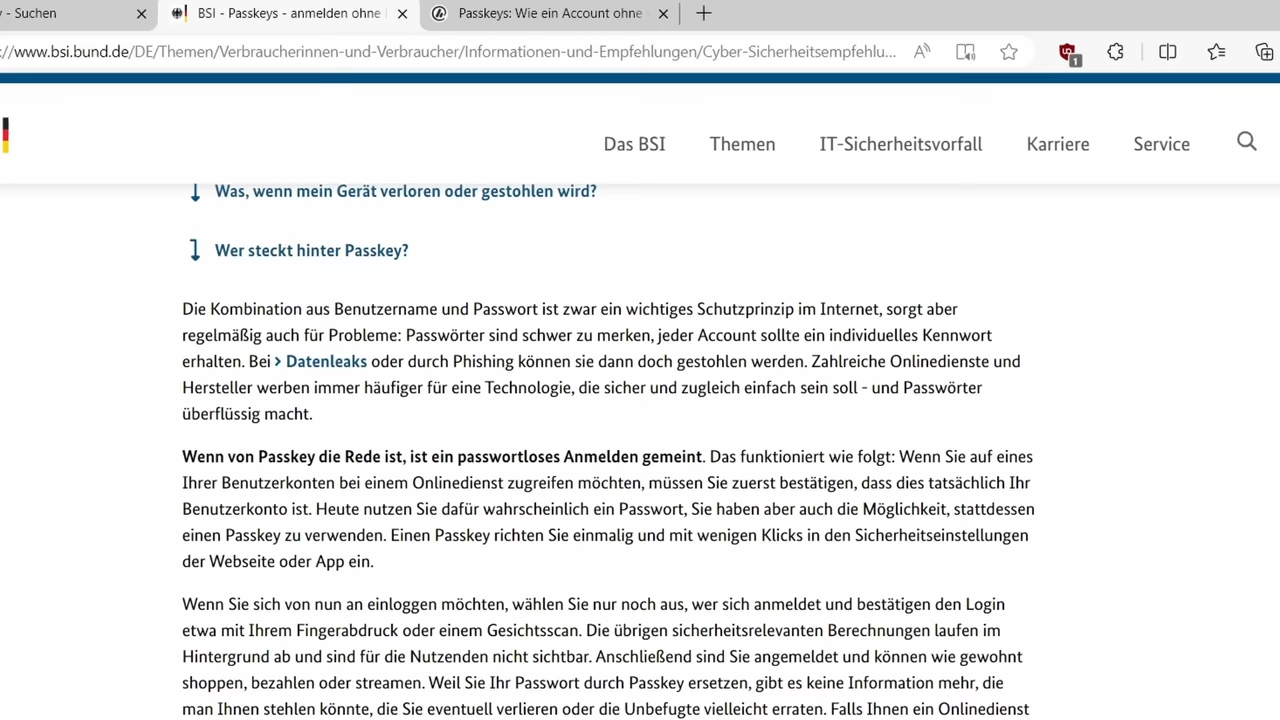 - Suchen
BSI - Passkeys - anmelden ohne
Passkeys: Wie ein Account ohne
://www.bsi.bund.de/DE/Themen/Verbraucherinnen-und-Verbraucher/Informationen-und-Empfehlungen/Cyber-Sicherheitsempfehlu...
1
Das BSI
Themen
IT-Sicherheitsvorfall
Karriere
Service
Was, wenn mein Gerät verloren oder gestohlen wird?
Wer steckt hinter Passkey?
Die Kombination aus Benutzername und Passwort ist zwar ein wichtiges Schutzprinzip im Internet, sorgt aber
regelmäßig auch für Probleme: Passwörter sind schwer zu merken, jeder Account sollte ein individuelles Kennwort
erhalten. Bei > Datenleaks oder durch Phishing können sie dann doch gestohlen werden. Zahlreiche Onlinedienste und
Hersteller werben immer häufiger für eine Technologie, die sicher und zugleich einfach sein soll - und Passwörter
überflüssig macht.
Wenn von Passkey die Rede ist, ist ein passwortloses Anmelden gemeint. Das funktioniert wie folgt: Wenn Sie auf eines
Ihrer Benutzerkonten bei einem Onlinedienst zugreifen möchten, müssen Sie zuerst bestätigen, dass dies tatsächlich Ihr
Benutzerkonto ist. Heute nutzen Sie dafür wahrscheinlich ein Passwort, Sie haben aber auch die Möglichkeit, stattdessen
einen Passkey zu verwenden. Einen Passkey richten Sie einmalig und mit wenigen Klicks in den Sicherheitseinstellungen
der Webseite oder App ein.
Wenn Sie sich von nun an einloggen möchten, wählen Sie nur noch aus, wer sich anmeldet und bestätigen den Login
etwa mit Ihrem Fingerabdruck oder einem Gesichtsscan. Die übrigen sicherheitsrelevanten Berechnungen laufen im
Hintergrund ab und sind für die Nutzenden nicht sichtbar. Anschließend sind Sie angemeldet und können wie gewohnt
shoppen, bezahlen oder streamen. Weil Sie Ihr Passwort durch Passkey ersetzen, gibt es keine Information mehr, die
man Ihnen stehlen könnte, die Sie eventuell verlieren oder die Unbefugte vielleicht erraten. Falls Ihnen ein Onlinedienst